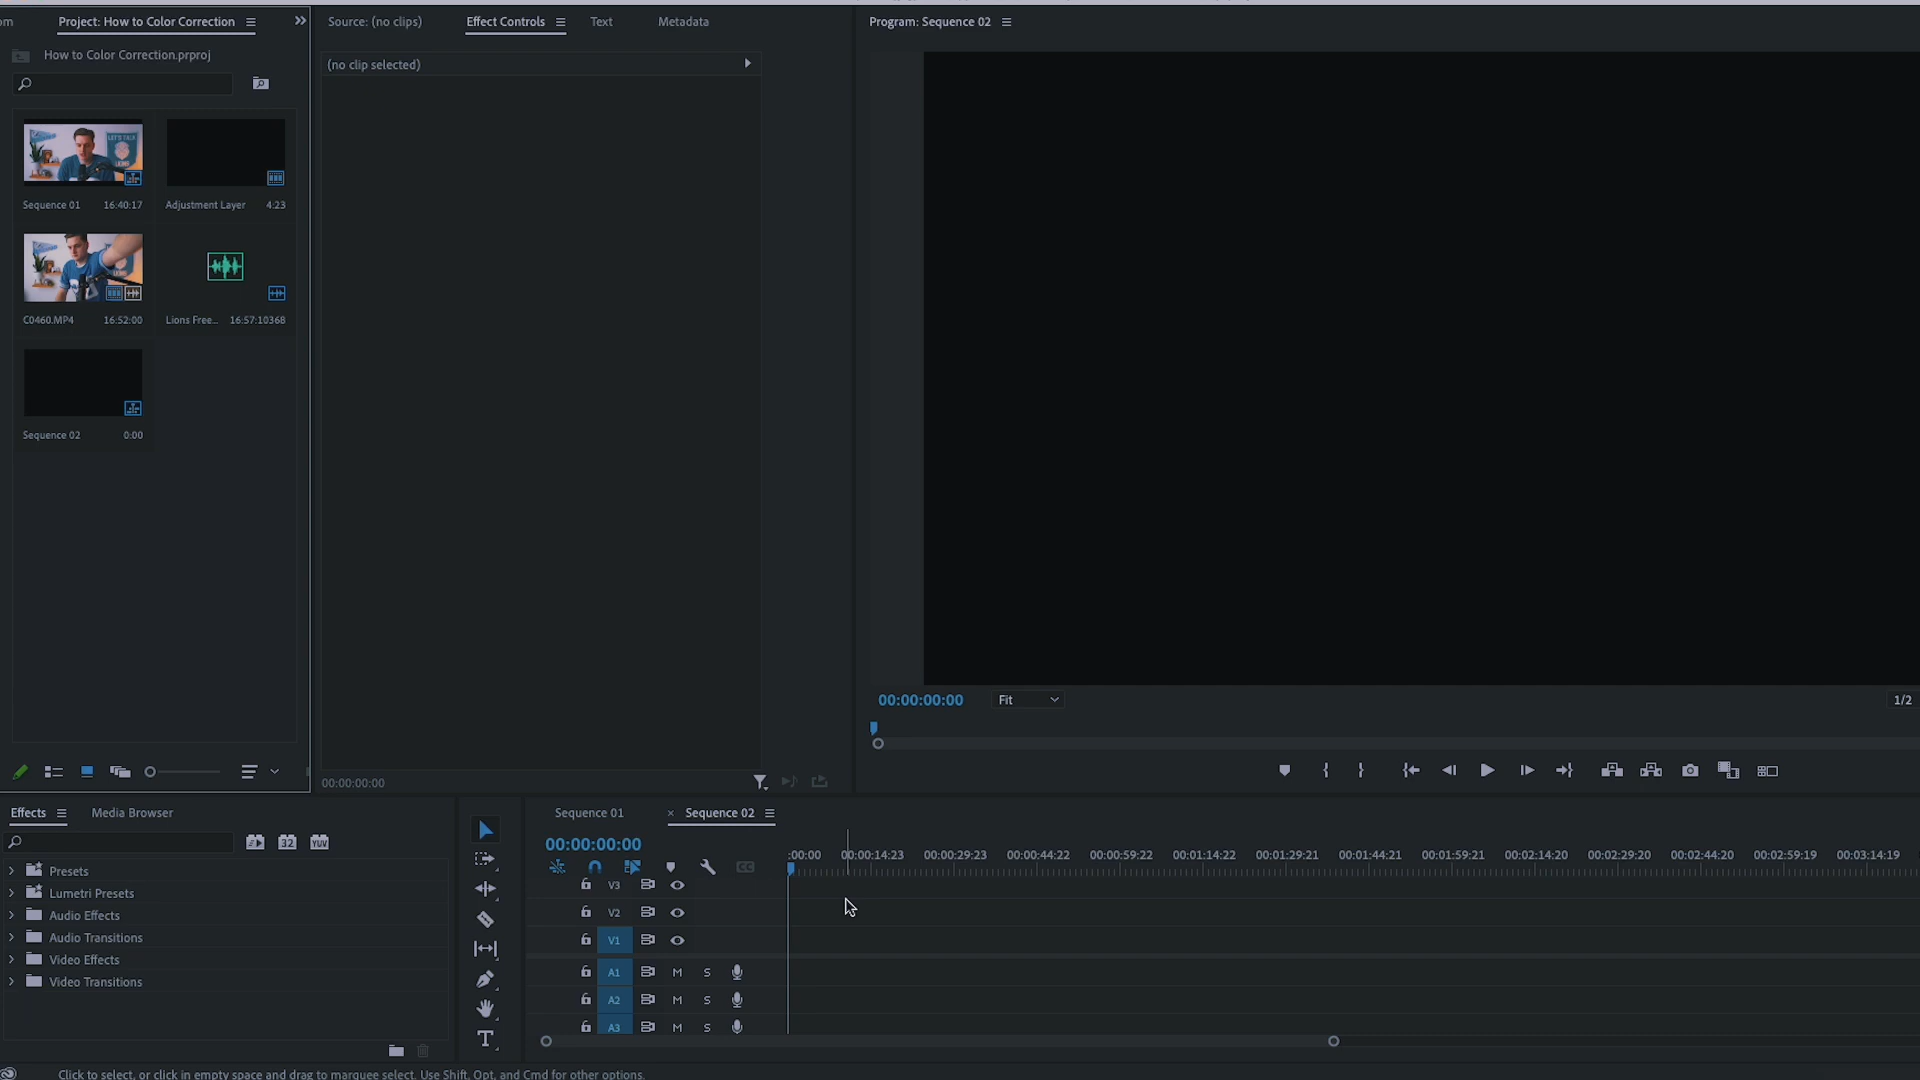 om
Project: How to Color Correction
Source: (no clips)
Effect Controls
Text
Metadata
Program: Sequence 02
How to Color Correction.prproj
(no clip selected)
LET'S TALK
LIONS
Sequence 01 16:40:17
Adjustment Layer 4:23
C0460.MP4 16:52:00
Lions Free... 16:57:10368
Sequence 02 0:00
00:00:00:00
Fit
1/2
00:00:00:00
Effects
Media Browser
Sequence 01
× Sequence 02
32
YUV
00:00:00:00
:00:00 00:00:14:23 00:00:29:23 00:00:44:22 00:00:59:22 00:01:14:22 00:01:29:21 00:01:44:21 00:01:59:21 00:02:14:20 00:02:29:20 00:02:44:20 00:02:59:19 00:03:14:19
CC
Presets
Lumetri Presets
Audio Effects
Audio Transitions
Video Effects
Video Transitions
V3
V2
V1
A1 M S
A2 M S
A3 M S
T
Click to select, or click in empty space and drag to marquee select. Use Shift, Opt, and Cmd for other options.